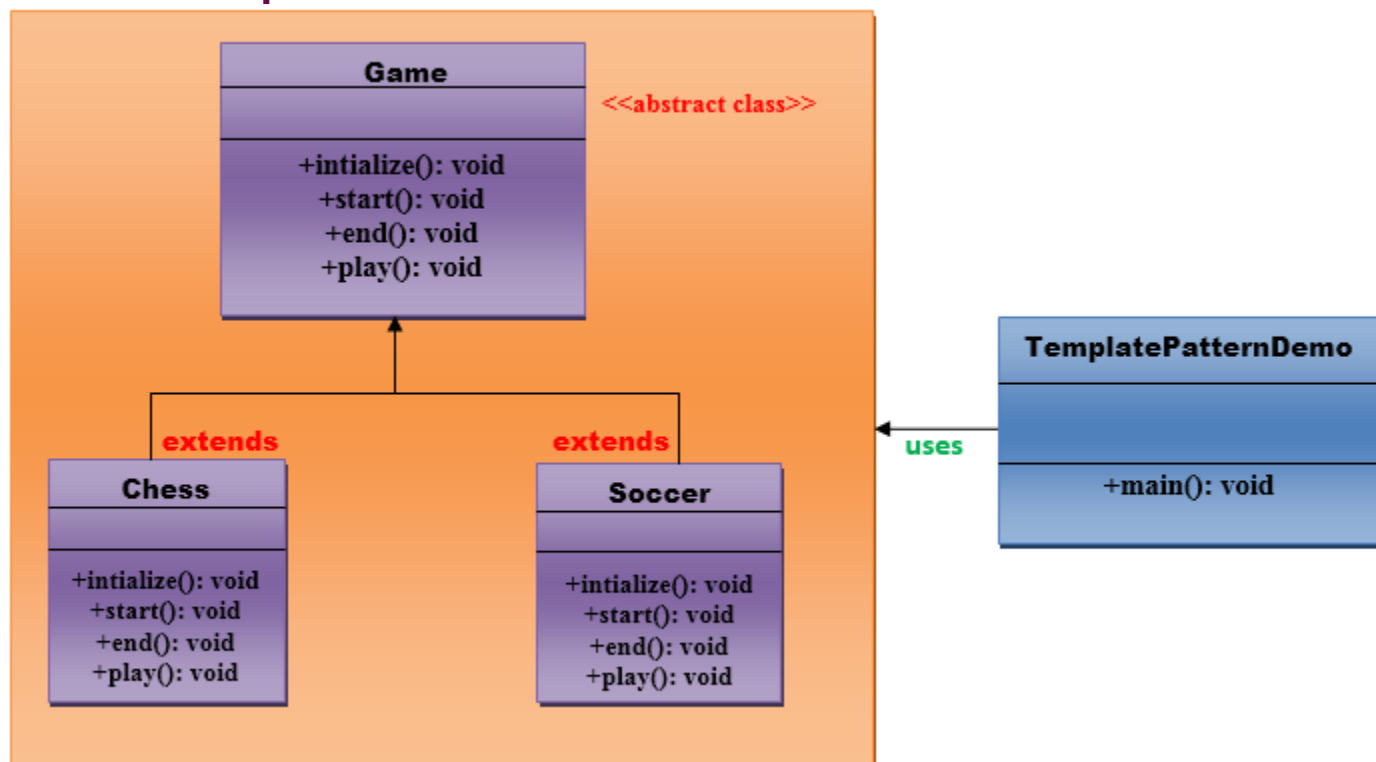 Game
<<abstract class>>
+intialize(): void
+start(): void
+end(): void
+play(): void
TemplatePatternDemo
+main(): void
uses
extends
extends
Chess
+intialize(): void
+start(): void
+end(): void
+play(): void
Soccer
+intialize(): void
+start(): void
+end(): void
+play(): void